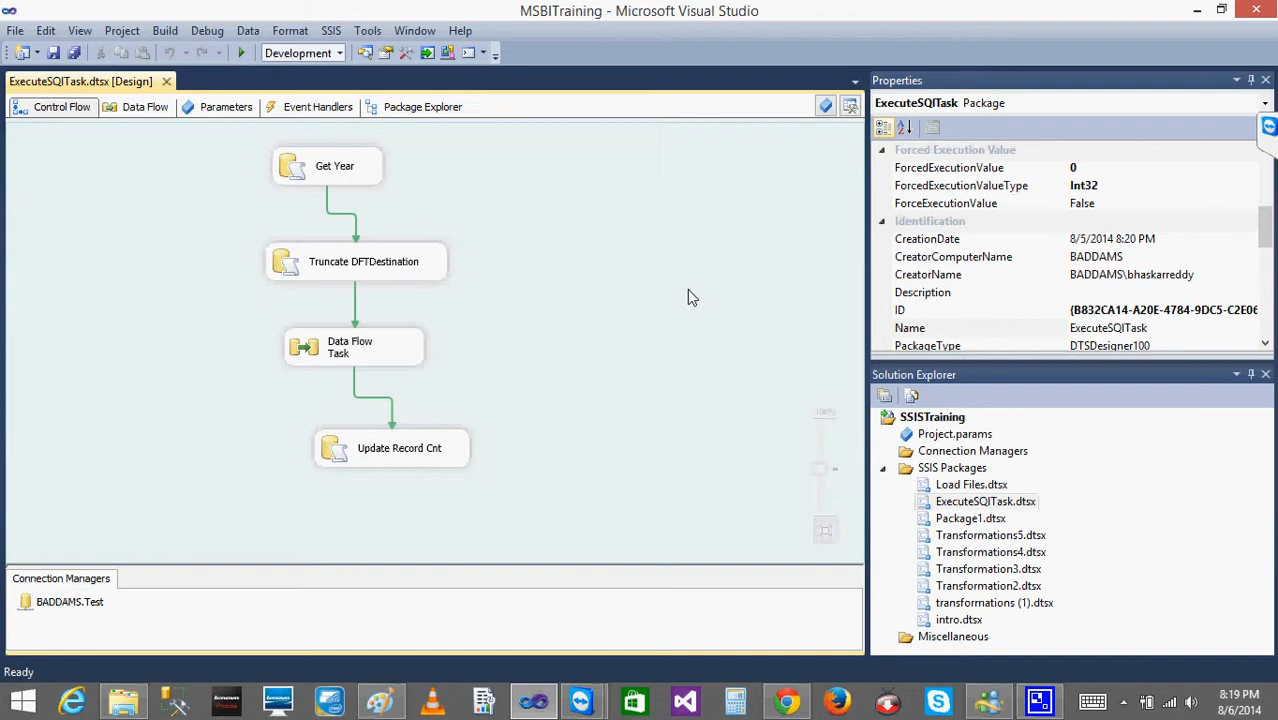 MSBITraining - Microsoft Visual Studio
File Edit View Project Build Debug Data Format SSIS Tools Window Help
Development
ExecuteSQlTask.dtsx [Design]
Control Flow Data Flow Parameters Event Handlers Package Explorer
Get Year
Truncate DFTDestination
Data Flow
Task
Update Record Cnt
100%
Connection Managers
BADDAMS.Test
Properties
ExecuteSQlTask Package
Forced Execution Value
ForcedExecutionValue 0
ForcedExecutionValueType Int32
ForceExecutionValue False
Identification
CreationDate 8/5/2014 8:20 PM
CreatorComputerName BADDAMS
CreatorName BADDAMS\bhaskarreddy
Description
ID {B832CA14-A20E-4784-9DC5-C2E06
Name ExecuteSQlTask
PackageType DTSDesigner100
Solution Explorer
SSISTraining
Project.params
Connection Managers
SSIS Packages
Load Files.dtsx
ExecuteSQlTask.dtsx
Package1.dtsx
Transformations5.dtsx
Transformations4.dtsx
Transformation3.dtsx
Transformation2.dtsx
transformations (1).dtsx
intro.dtsx
Miscellaneous
Ready
8:19 PM
8/6/2014